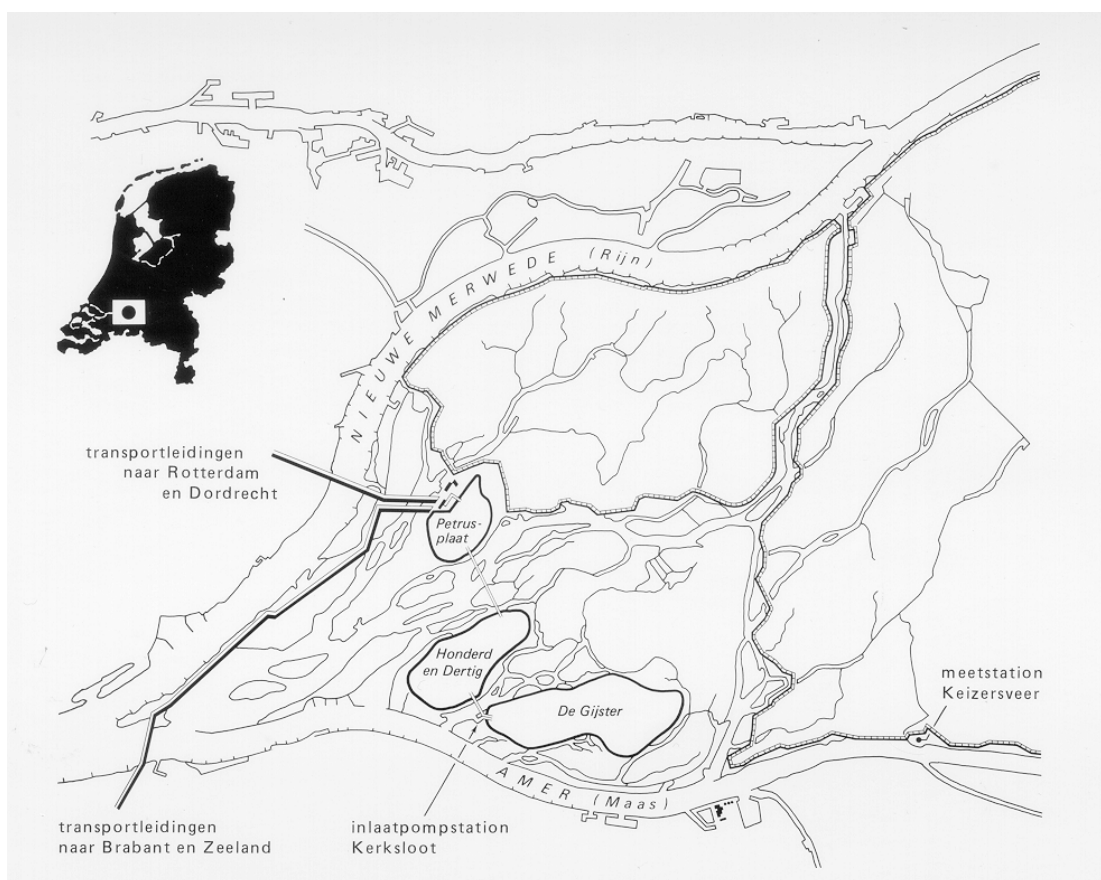 NIEUWE MERWEDE (Rijn)
transportleidingen
naar Rotterdam
en Dordrecht
Petrus-
plaat
Honderd
en Dertig
De Gijster
meetstation
Keizersveer
AMER (Maas)
transportleidingen
naar Brabant en Zeeland
inlaatpompstation
Kerksloot